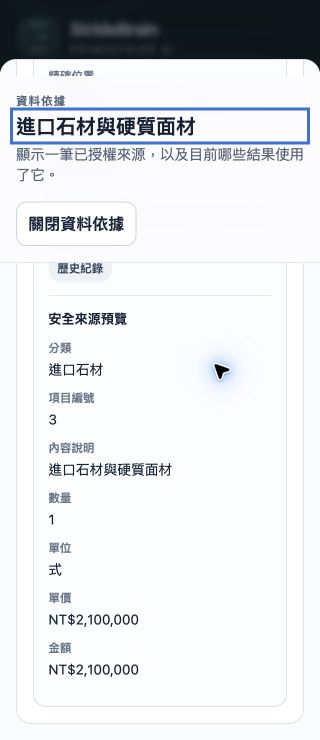 StrideBrain
資料依據
進口石材與硬質面材
顯示一筆已授權來源，以及目前哪些結果使用
了它。
關閉資料依據
歷史紀錄
安全來源預覽
分類
進口石材
項目編號
3
內容說明
進口石材與硬質面材
數量
1
單位
式
單價
NT$2,100,000
金額
NT$2,100,000